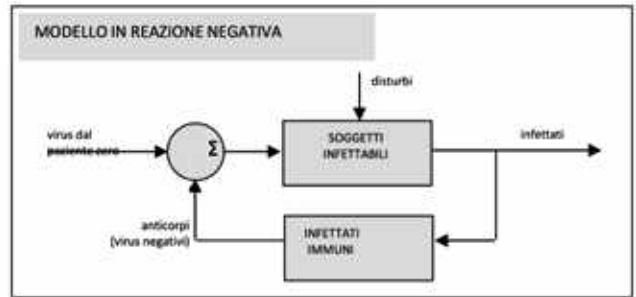 MODELLO IN REAZIONE NEGATIVA
disturbi
virus dal
paziente zero
Σ
SOGGETTI
INFETTABILI
infettati
anticorpi
(virus negativi)
INFETTATI
IMMUNI